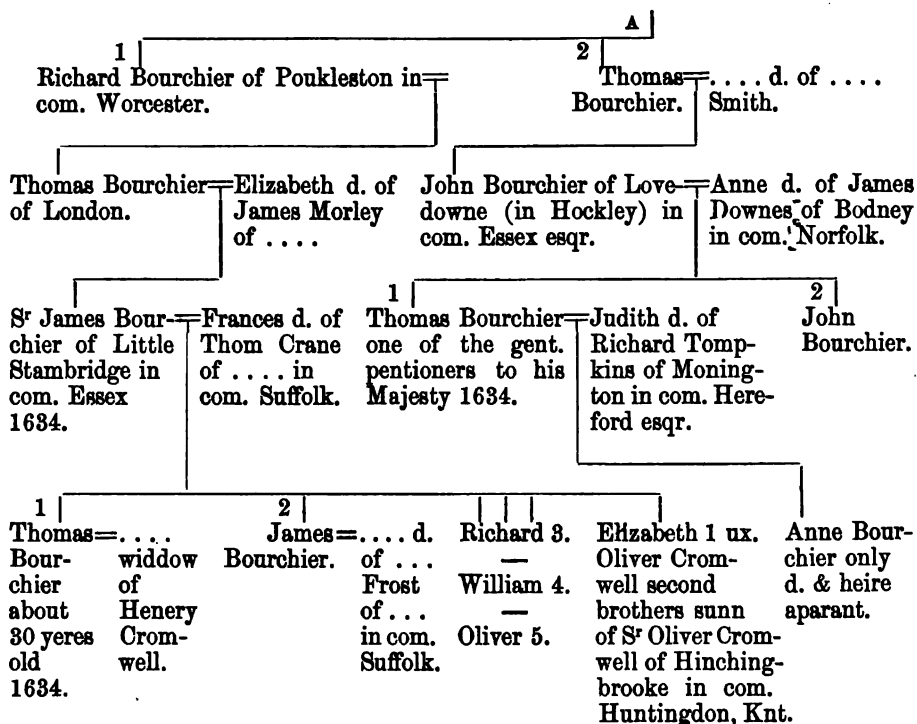 A
1
Richard Bourchier of Poukleston in
com. Worcester.
2
Thomas
Bourchier.
. . . . d. of . . . .
Smith.
Thomas Bourchier
of London.
Elizabeth d. of
James Morley
of . . . .
John Bourchier of Love-
downe (in Hockley) in
com. Essex esqr.
Anne d. of James
Downes of Bodney
in com. Norfolk.
Sr James Bour-
chier of Little
Stambridge in
com. Essex
1634.
Frances d. of
Thom Crane
of . . . . in
com. Suffolk.
1
Thomas Bourchier
one of the gent.
pentioners to his
Majesty 1634.
Judith d. of
Richard Tomp-
kins of Moning-
ton in com. Here-
ford esqr.
2
John
Bourchier.
1
Thomas
Bour-
chier
about
30 yeres
old
1634.
. . . .
widdow
of
Henery
Crom-
well.
2
James
Bourchier.
. . . . d.
of . . .
Frost
of . . .
in com.
Suffolk.
Richard 3.
—
William 4.
—
Oliver 5.
Elizabeth 1 ux.
Oliver Crom-
well second
brothers sunn
of Sr Oliver Crom-
well of Hinching-
brooke in com.
Huntingdon, Knt.
Anne Bour-
chier only
d. & heire
aparant.